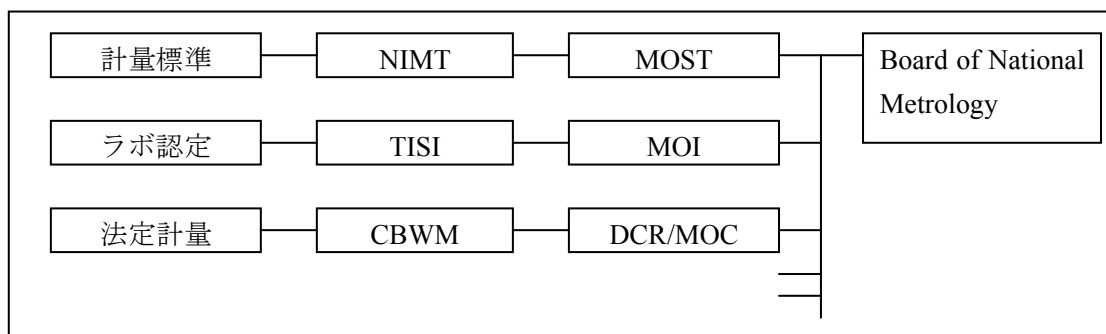 計量標準 NIMT MOST Board of National
Metrology
ラボ認定 TISI MOI
法定計量 CBWM DCR/MOC